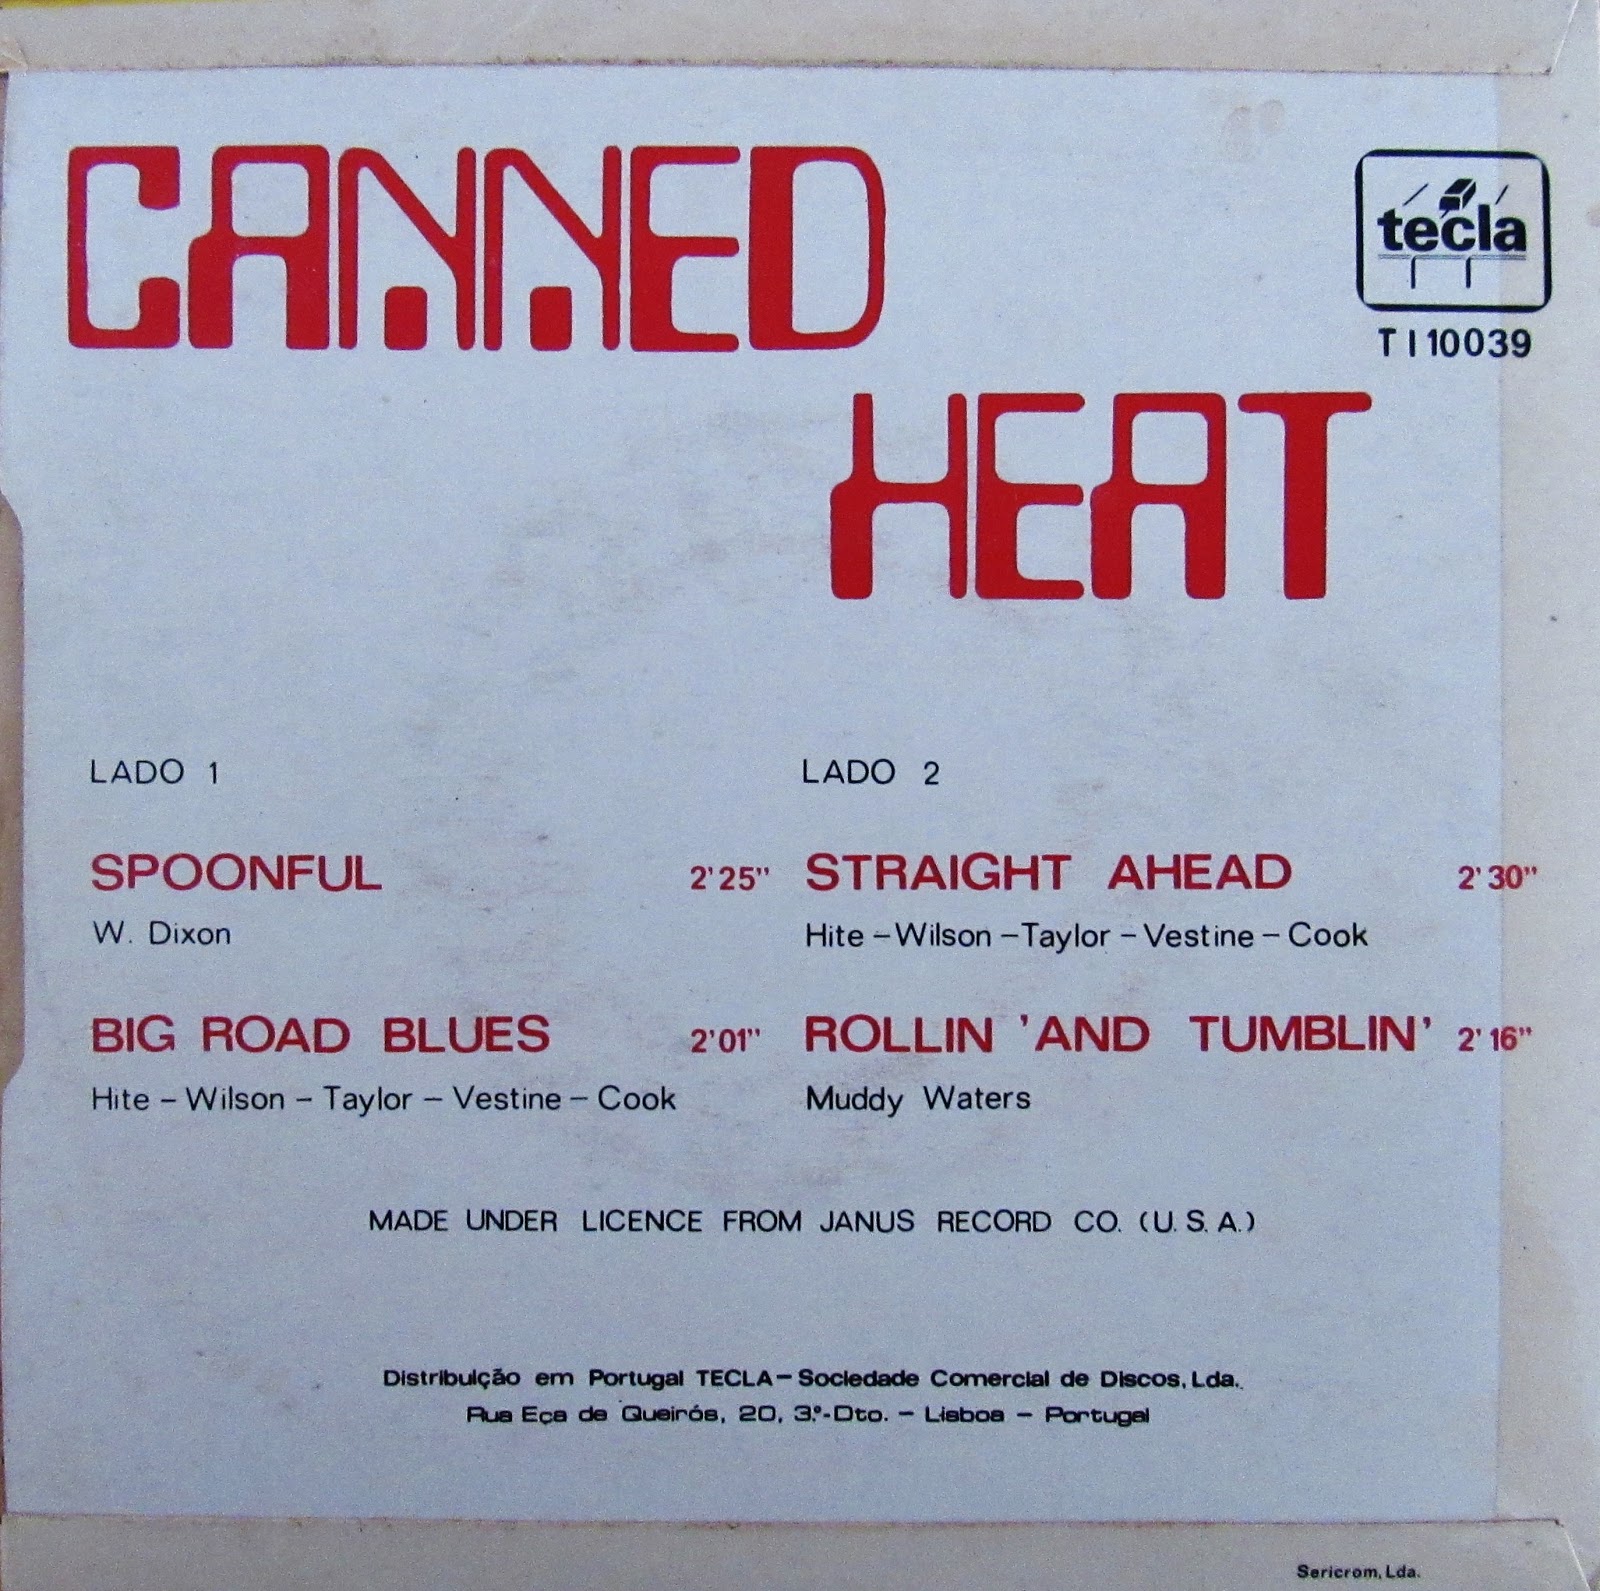 CANNED
HEAT
tecla
TI10039
LADO 1
SPOONFUL 2'25"
W. Dixon
BIG ROAD BLUES 2'01"
Hite – Wilson – Taylor – Vestine – Cook
LADO 2
STRAIGHT AHEAD 2'30"
Hite – Wilson – Taylor – Vestine – Cook
ROLLIN 'AND TUMBLIN' 2'16"
Muddy Waters
MADE UNDER LICENCE FROM JANUS RECORD CO. (U.S.A.)
Distribuição em Portugal TECLA – Sociedade Comercial de Discos, Lda.
Rua Eça de Queirós, 20, 3.º-Dto. – Lisboa – Portugal
Sericrom, Lda.